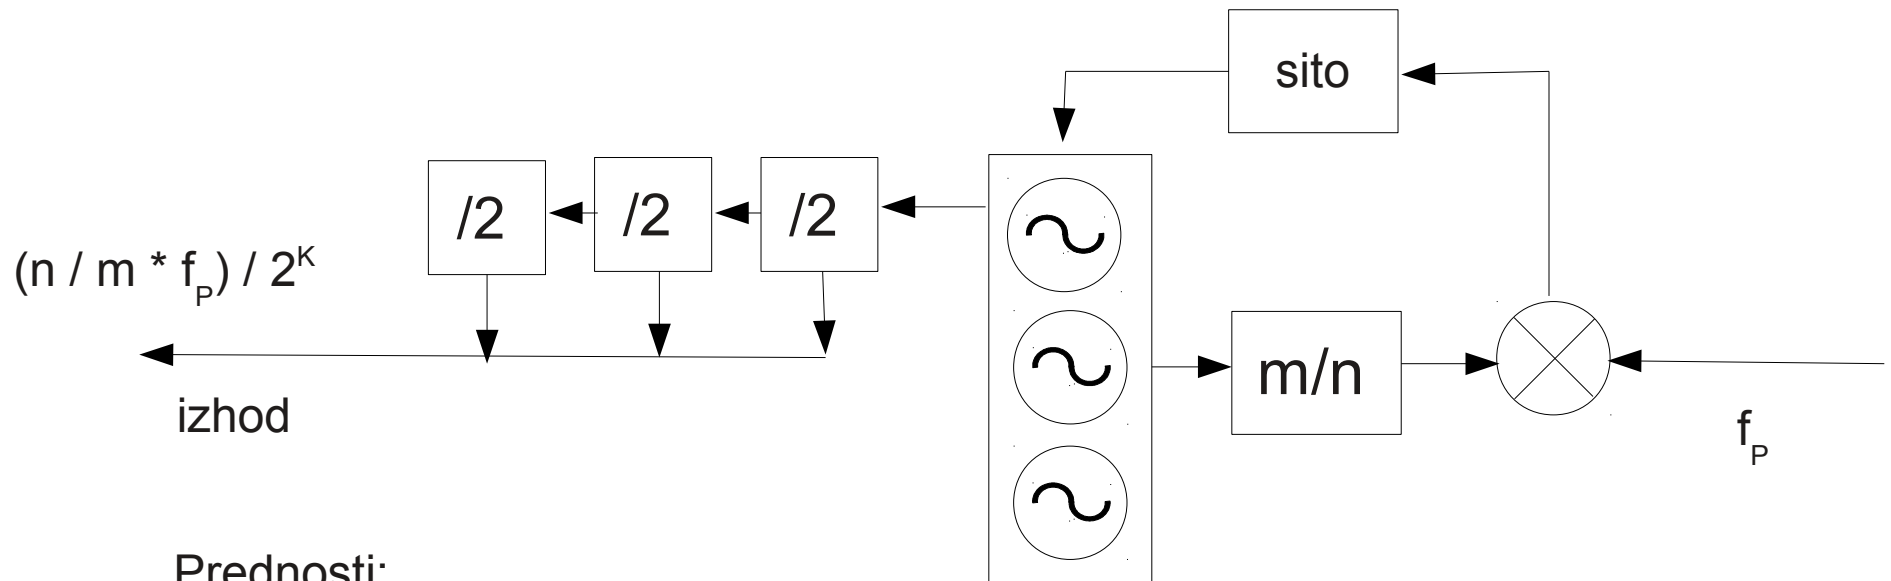 sito
/2
/2
/2
(n / m * f_P) / 2^K
m/n
izhod
f_P
Prednosti: